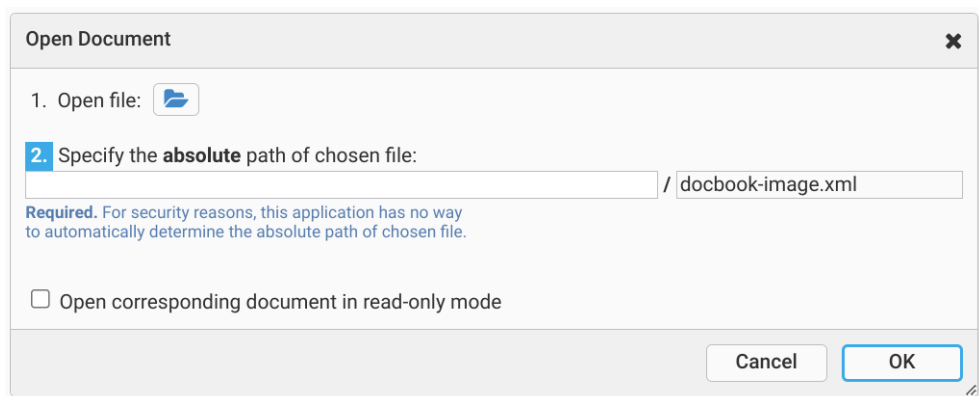 Open Document
1. Open file:
2. Specify the absolute path of chosen file:
/ docbook-image.xml
Required. For security reasons, this application has no way
to automatically determine the absolute path of chosen file.
Open corresponding document in read-only mode
Cancel OK